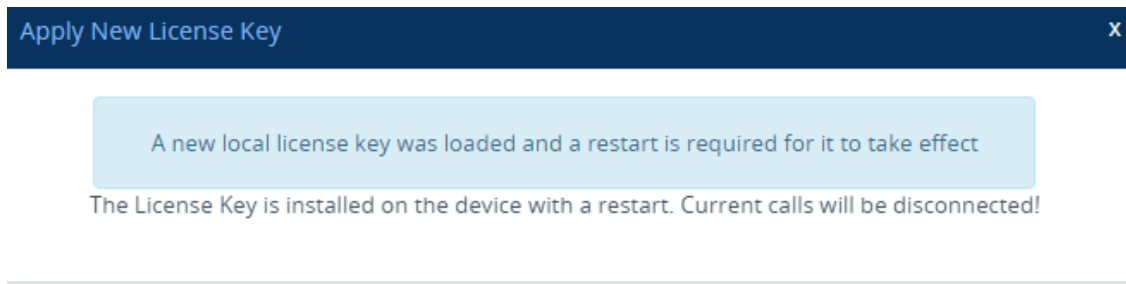 Apply New License Key
X
A new local license key was loaded and a restart is required for it to take effect
The License Key is installed on the device with a restart. Current calls will be disconnected!